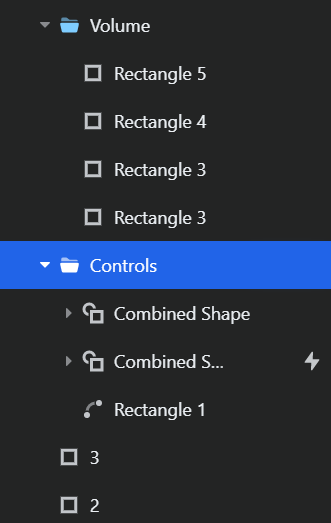 Volume
Rectangle 5
Rectangle 4
Rectangle 3
Rectangle 3
Controls
Combined Shape
Combined S...
Rectangle 1
3
2